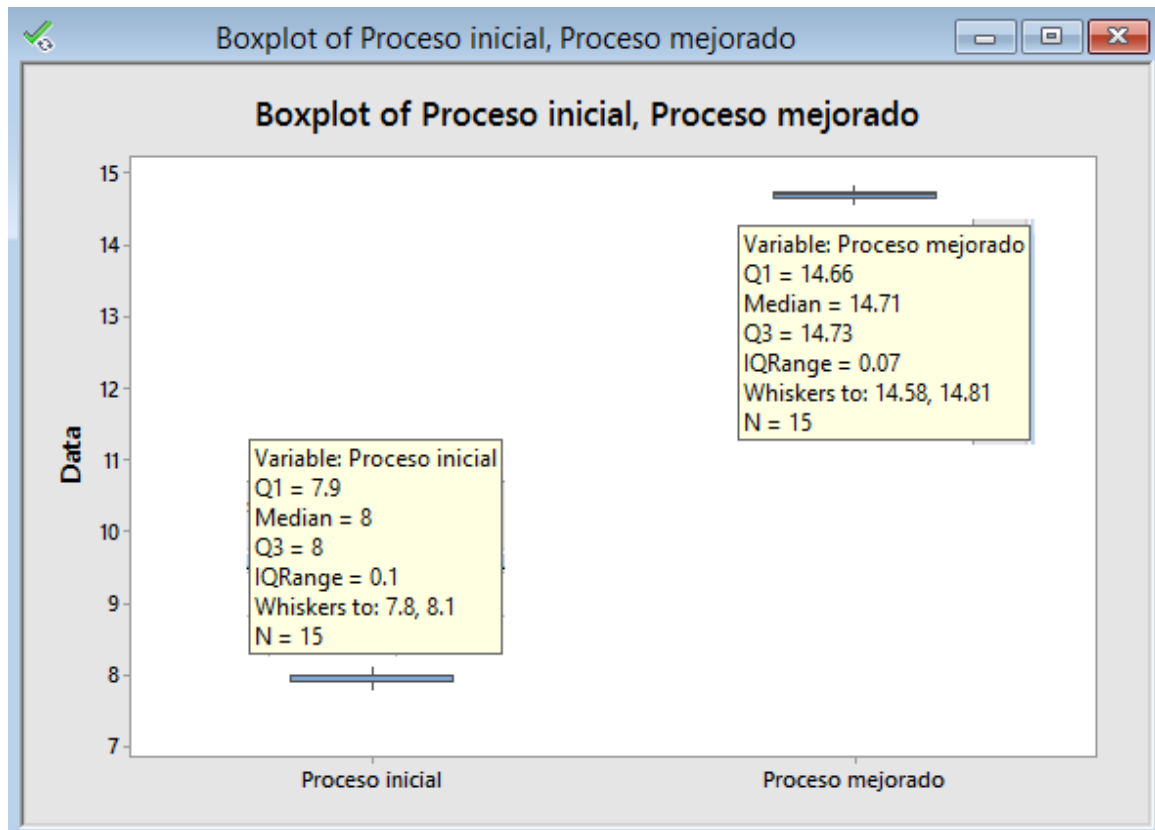 Boxplot of Proceso inicial, Proceso mejorado
Boxplot of Proceso inicial, Proceso mejorado
Data
15
14
13
12
11
10
9
8
7
Variable: Proceso inicial
Q1 = 7.9
Median = 8
Q3 = 8
IQRange = 0.1
Whiskers to: 7.8, 8.1
N = 15
Variable: Proceso mejorado
Q1 = 14.66
Median = 14.71
Q3 = 14.73
IQRange = 0.07
Whiskers to: 14.58, 14.81
N = 15
Proceso inicial
Proceso mejorado